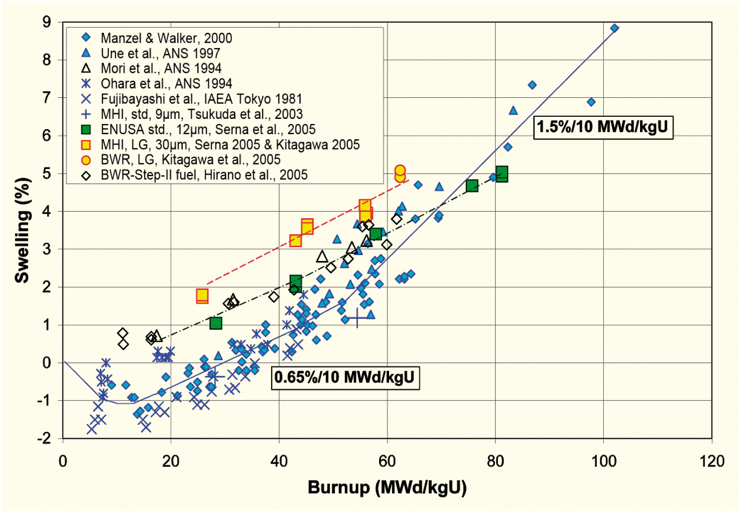 Swelling (%)
9
8
7
6
5
4
3
2
1
0
-1
-2
Manzel & Walker, 2000
Une et al., ANS 1997
Mori et al., ANS 1994
Ohara et al., ANS 1994
Fujibayashi et al., IAEA Tokyo 1981
MHI, std, 9µm, Tsukuda et al., 2003
ENUSA std., 12µm, Serna et al., 2005
MHI, LG, 30µm, Serna 2005 & Kitagawa 2005
BWR, LG, Kitagawa et al., 2005
BWR-Step-II fuel, Hirano et al., 2005
1.5%/10 MWd/kgU
0.65%/10 MWd/kgU
0 20 40 60 80 100 120
Burnup (MWd/kgU)